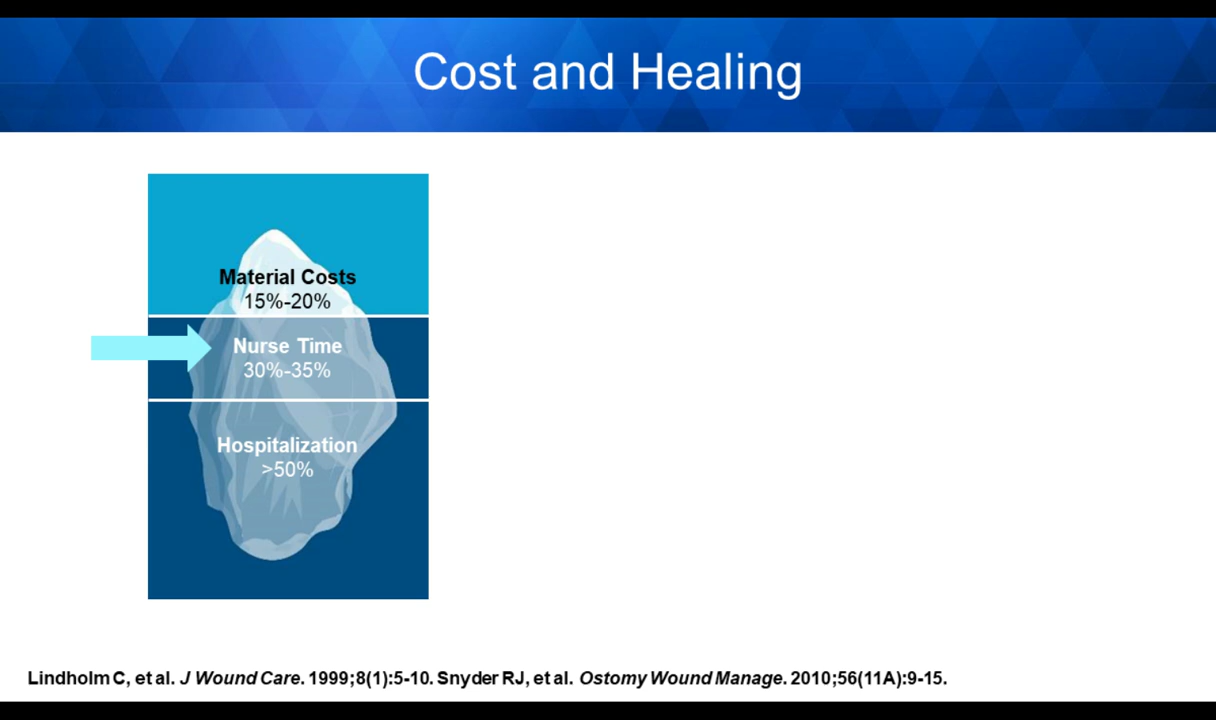 Cost and Healing
Material Costs
15%-20%
Nurse Time
30%-35%
Hospitalization
>50%
Lindholm C, et al. J Wound Care. 1999;8(1):5-10. Snyder RJ, et al. Ostomy Wound Manage. 2010;56(11A):9-15.